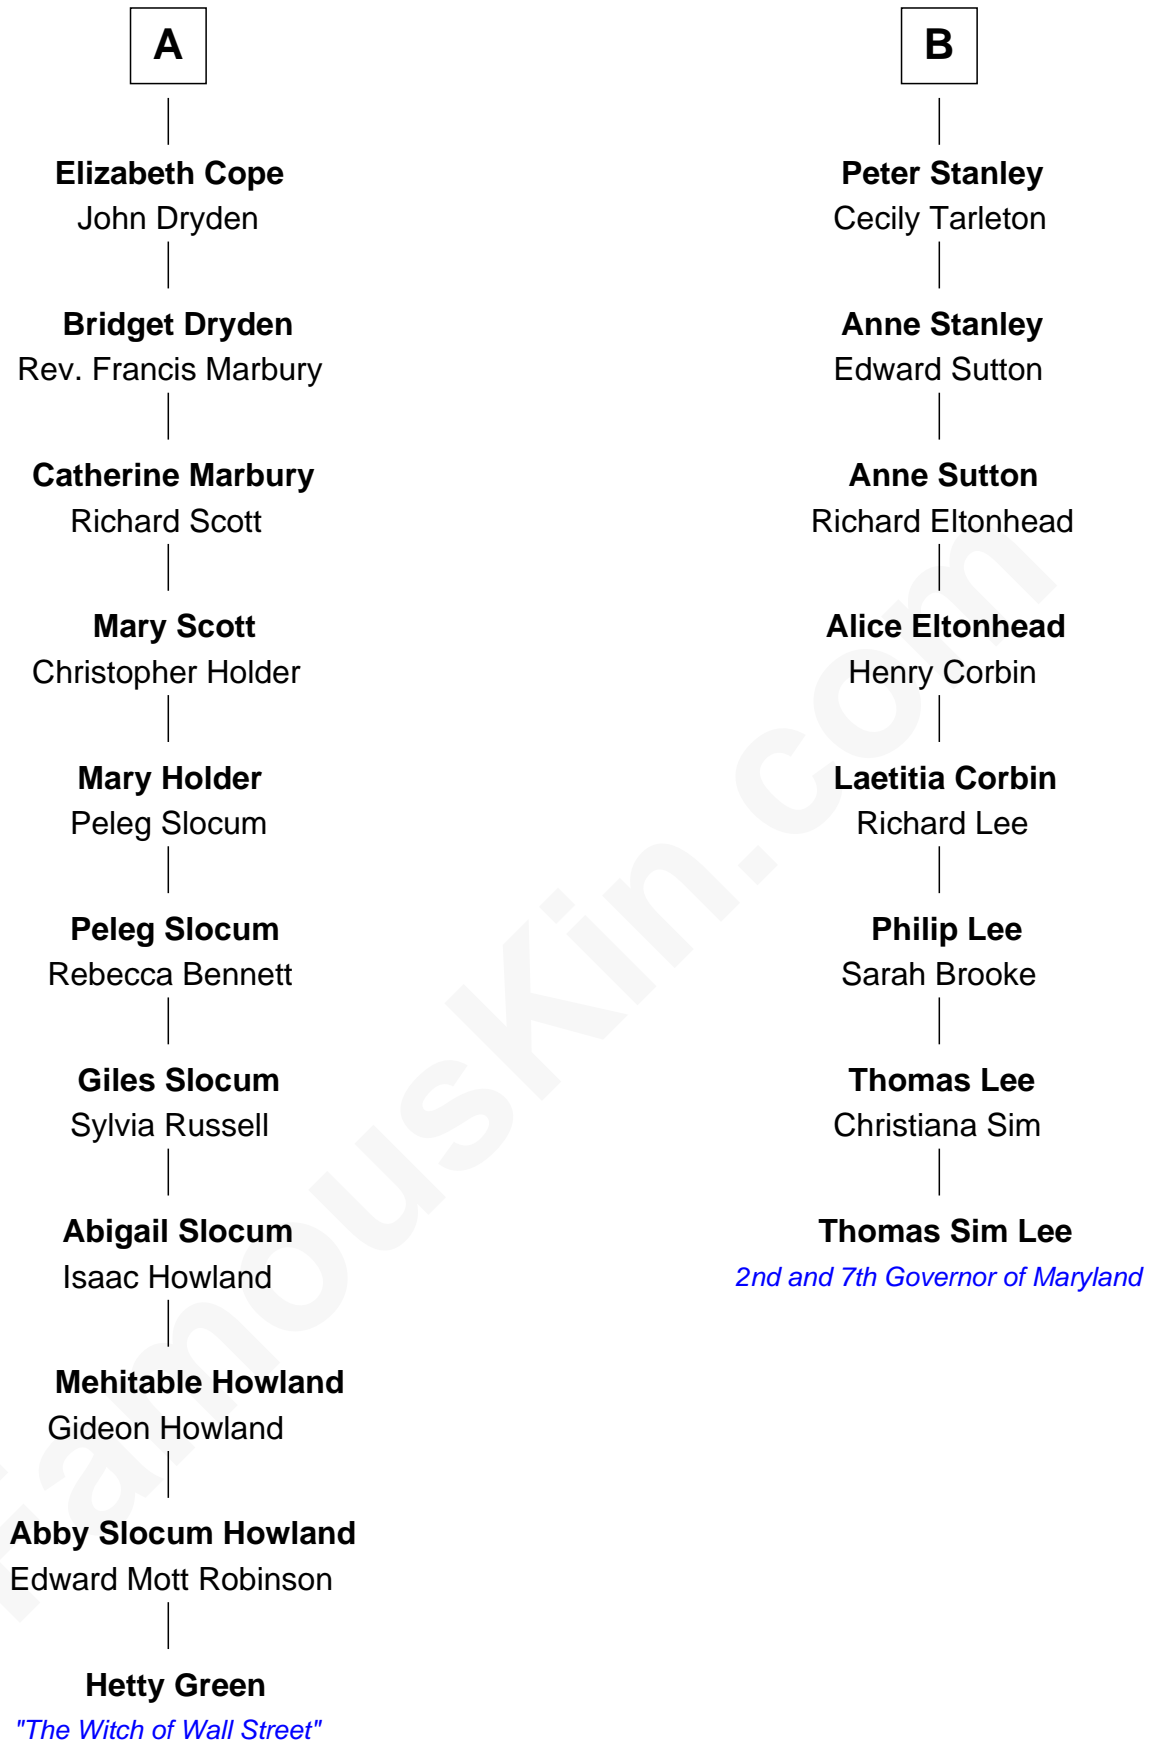 A
Elizabeth Cope
John Dryden
Bridget Dryden
Rev. Francis Marbury
Catherine Marbury
Richard Scott
Mary Scott
Christopher Holder
Mary Holder
Peleg Slocum
Peleg Slocum
Rebecca Bennett
Giles Slocum
Sylvia Russell
Abigail Slocum
Isaac Howland
Mehitable Howland
Gideon Howland
Abby Slocum Howland
Edward Mott Robinson
Hetty Green
"The Witch of Wall Street"
B
Peter Stanley
Cecily Tarleton
Anne Stanley
Edward Sutton
Anne Sutton
Richard Eltonhead
Alice Eltonhead
Henry Corbin
Laetitia Corbin
Richard Lee
Philip Lee
Sarah Brooke
Thomas Lee
Christiana Sim
Thomas Sim Lee
2nd and 7th Governor of Maryland
FamousKin.com